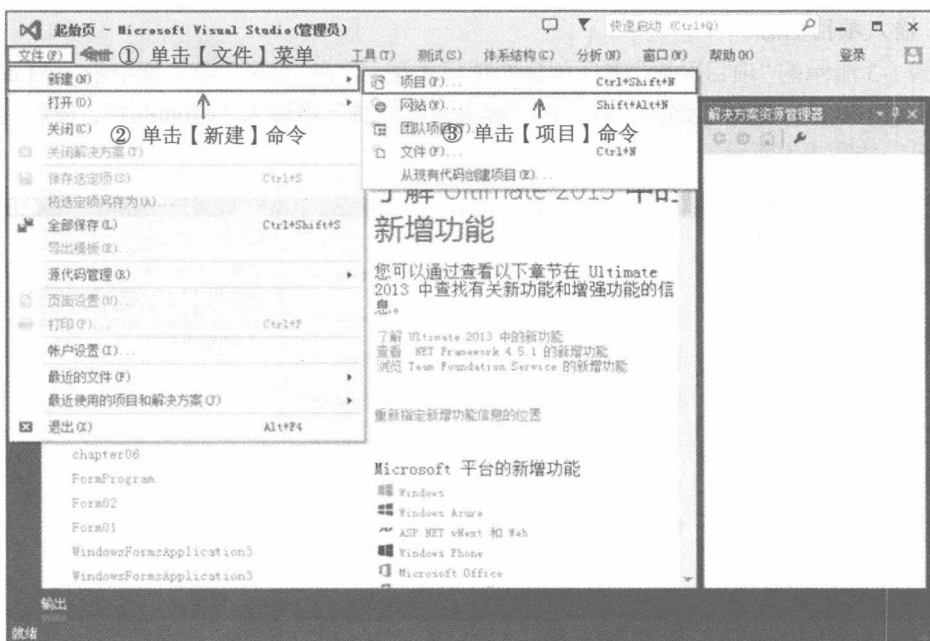 起始页 - Microsoft Visual Studio(管理员)
快速启动 (Ctrl+Q)
文件(F)
① 单击【文件】菜单
工具(T) 测试(S) 体系结构(C) 分析(N) 窗口(W) 帮助(H)
登录
新建(N)
② 单击【新建】命令
打开(D)
关闭(C)
关闭解决方案(T)
保存选定项(S) Ctrl+S
将选定项另存为(A)...
全部保存(L) Ctrl+Shift+S
导出模板(E)...
源代码管理(R)
页面设置(U)...
打印(P)... Ctrl+P
帐户设置(I)...
最近的文件(F)
最近使用的项目和解决方案(J)
退出(X) Alt+F4
项目(P)... Ctrl+Shift+N
网站(W)... Shift+Alt+N
团队项目(T)...
③ 单击【项目】命令
文件(F)... Ctrl+N
从现有代码创建项目(E)...
解决方案资源管理器
了解 Ultimate 2013 中的
新增功能
您可以通过查看以下章节在 Ultimate
2013 中查找有关新功能和增强功能的信
息。
了解 Ultimate 2013 中的新功能
查看 .NET Framework 4.5.1 的新增功能
浏览 Team Foundation Service 的新增功能
重新指定新增功能信息的位置
Microsoft 平台的新增功能
Windows
Windows Azure
ASP.NET vNext 和 Web
Windows Phone
Microsoft Office
chapter06
FormProgram
Form02
Form01
WindowsFormsApplication3
WindowsFormsApplication3
输出
就绪